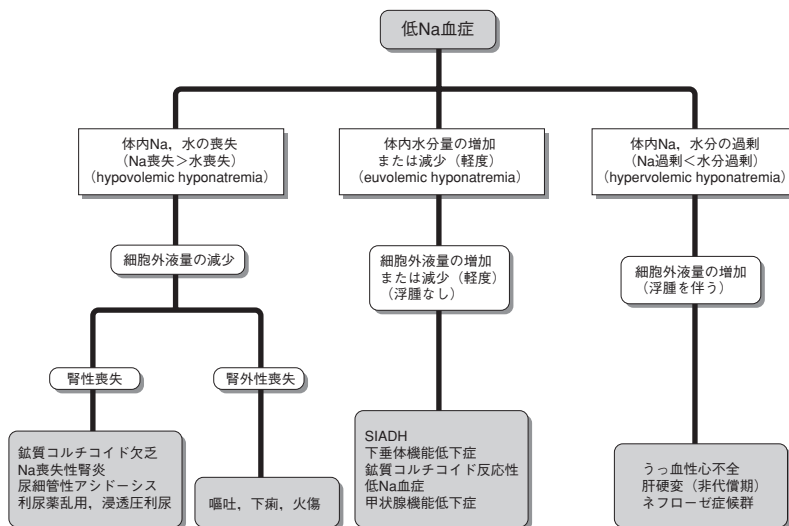 低Na血症
体内Na，水の喪失
（Na喪失＞水喪失）
（hypovolemic hyponatremia）
体内水分量の増加
または減少（軽度）
（euvolemic hyponatremia）
体内Na，水分の過剰
（Na過剰＜水分過剰）
（hypervolemic hyponatremia）
細胞外液量の減少
細胞外液量の増加
または減少（軽度）
（浮腫なし）
細胞外液量の増加
（浮腫を伴う）
腎性喪失
腎外性喪失
鉱質コルチコイド欠乏
Na喪失性腎炎
尿細管性アシドーシス
利尿薬乱用，浸透圧利尿
嘔吐，下痢，火傷
SIADH
下垂体機能低下症
鉱質コルチコイド反応性
低Na血症
甲状腺機能低下症
うっ血性心不全
肝硬変（非代償期）
ネフローゼ症候群